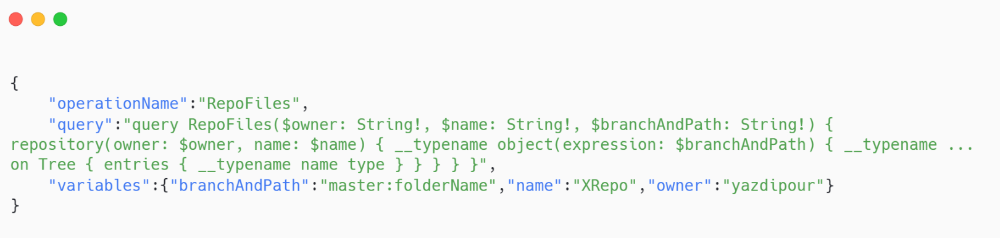 {
    "operationName":"RepoFiles",
    "query":"query RepoFiles($owner: String!, $name: String!, $branchAndPath: String!) {
repository(owner: $owner, name: $name) { __typename object(expression: $branchAndPath) { __typename ...
on Tree { entries { __typename name type } } } } }",
    "variables":{"branchAndPath":"master:folderName","name":"XRepo","owner":"yazdipour"}
}